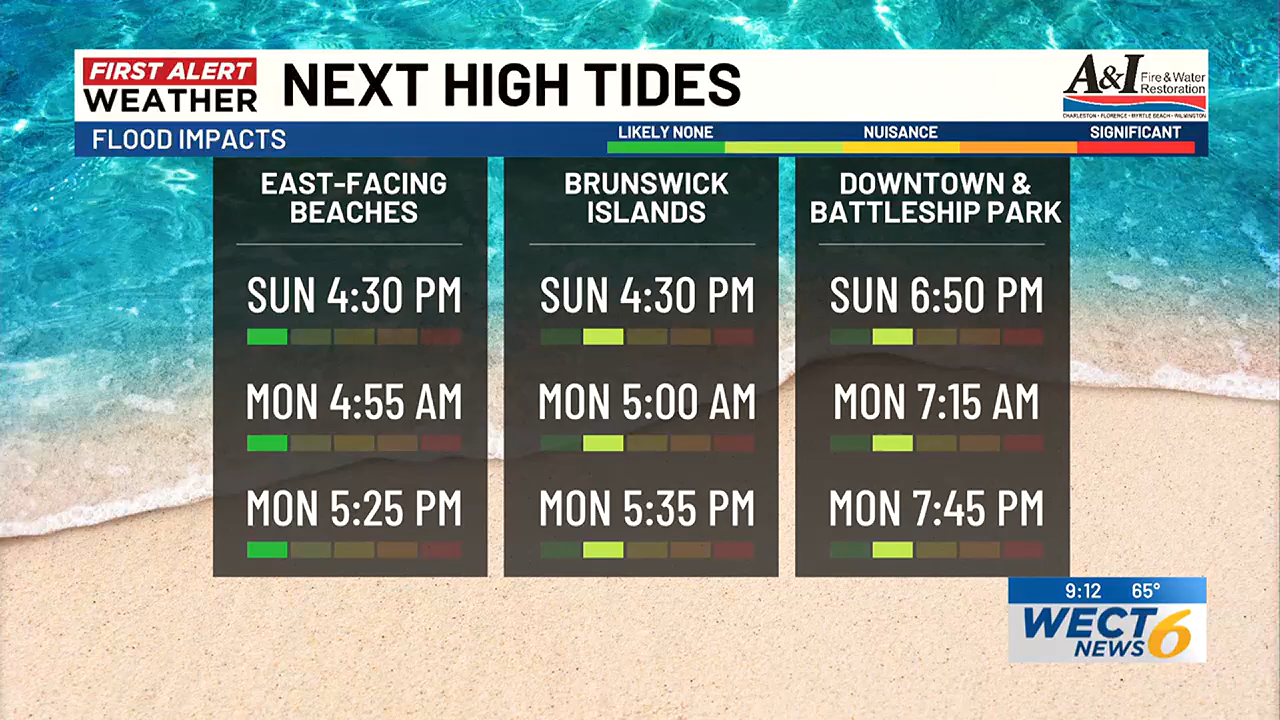 FIRST ALERT
WEATHER
NEXT HIGH TIDES
A&I
Fire & Water
Restoration
CHARLESTON • FLORENCE • MYRTLE BEACH • WILMINGTON
FLOOD IMPACTS
LIKELY NONE
NUISANCE
SIGNIFICANT
EAST-FACING
BEACHES
SUN 4:30 PM
MON 4:55 AM
MON 5:25 PM
BRUNSWICK
ISLANDS
SUN 4:30 PM
MON 5:00 AM
MON 5:35 PM
DOWNTOWN &
BATTLESHIP PARK
SUN 6:50 PM
MON 7:15 AM
MON 7:45 PM
9:12 65°
WECT 6
NEWS